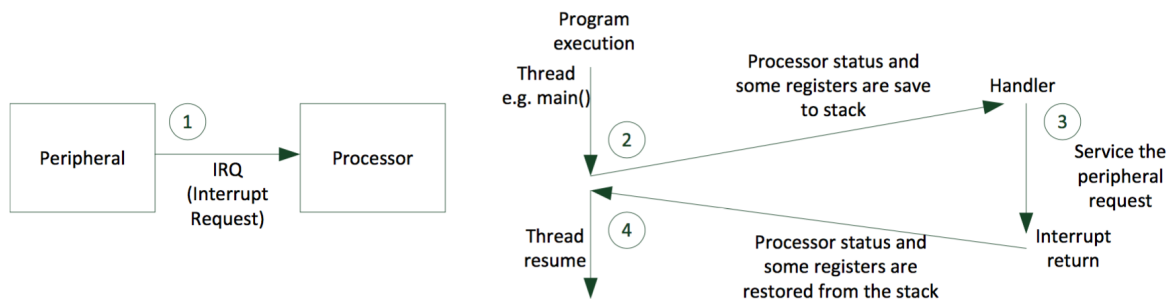 Peripheral
1
IRQ
(Interrupt
Request)
Processor
Program
execution
Thread
e.g. main()
2
Processor status and
some registers are save
to stack
Handler
3
Service the
peripheral
request
Interrupt
return
4
Processor status and
some registers are
restored from the stack
Thread
resume